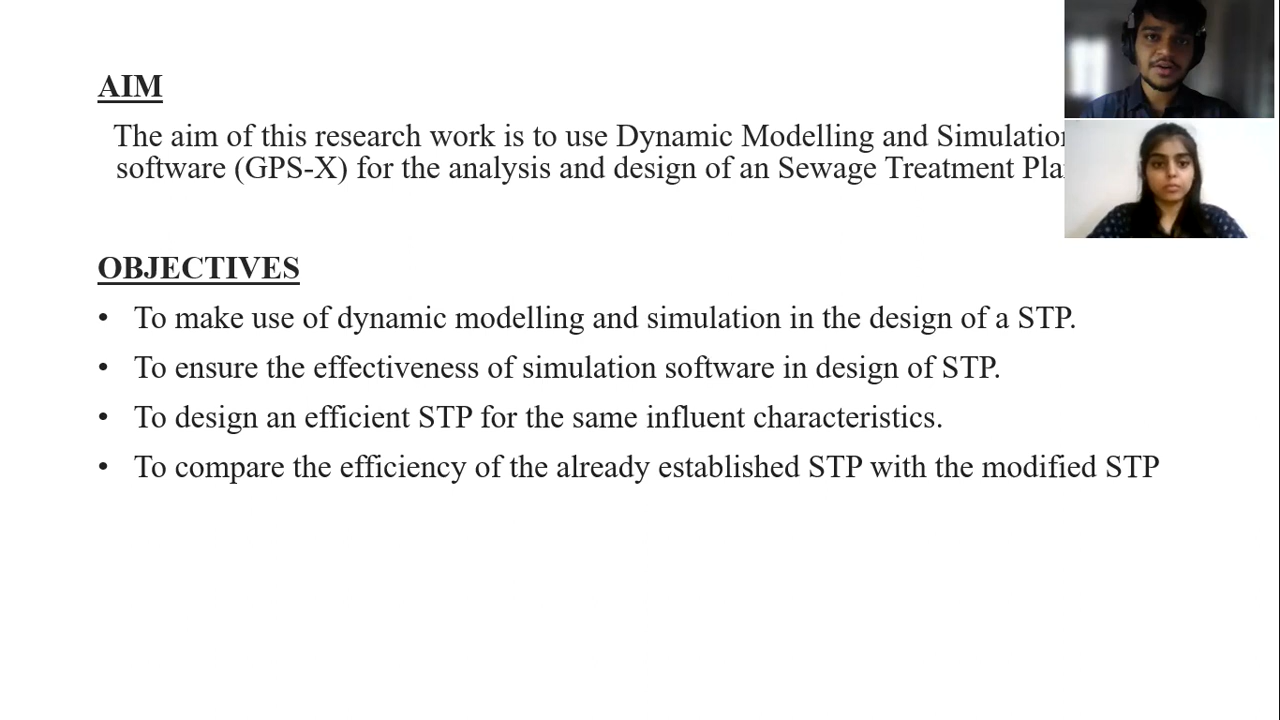 AIM
The aim of this research work is to use Dynamic Modelling and Simulation
software (GPS-X) for the analysis and design of an Sewage Treatment
OBJECTIVES
• To make use of dynamic modelling and simulation in the design of a STP.
• To ensure the effectiveness of simulation software in design of STP.
• To design an efficient STP for the same influent characteristics.
• To compare the efficiency of the already established STP with the modified STP